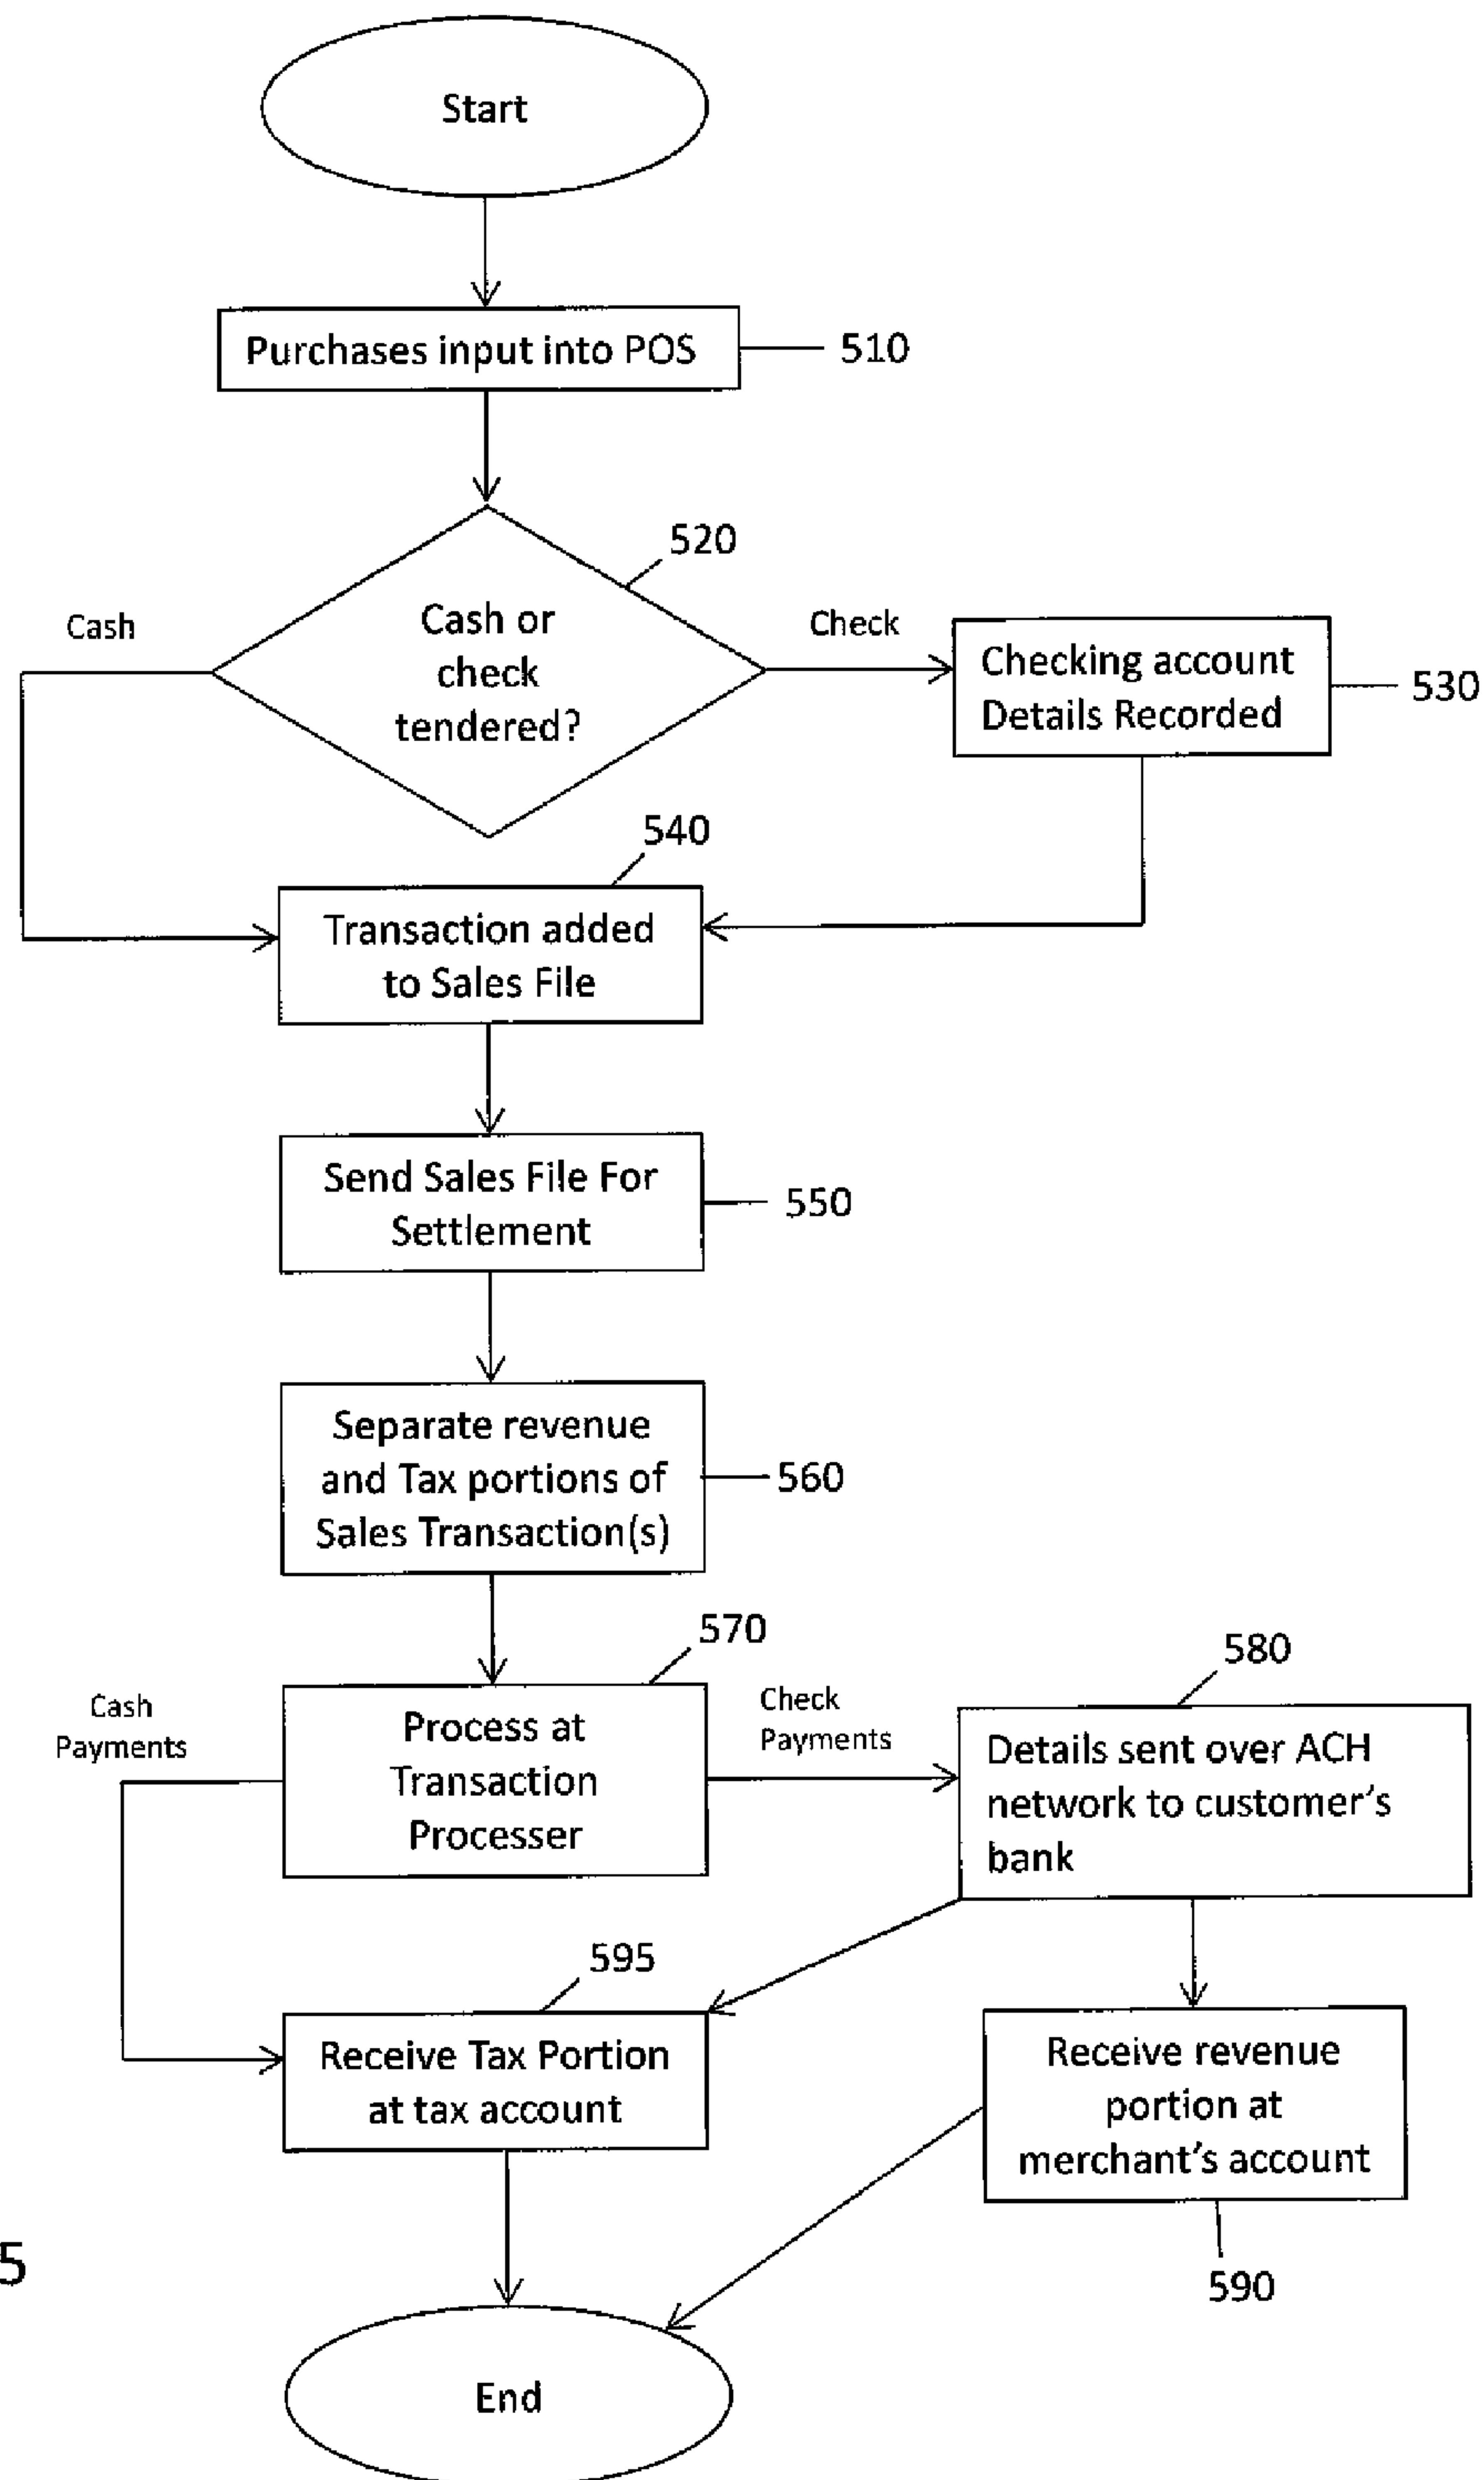 Start
Purchases input into POS
510
520
Cash
Cash or
check
tendered?
Check
Checking account
Details Recorded
530
540
Transaction added
to Sales File
Send Sales File For
Settlement
550
Separate revenue
and Tax portions of
Sales Transaction(s)
560
570
580
Cash
Payments
Process at
Transaction
Processer
Check
Payments
Details sent over ACH
network to customer's
bank
595
Receive Tax Portion
at tax account
Receive revenue
portion at
merchant's account
590
5
End